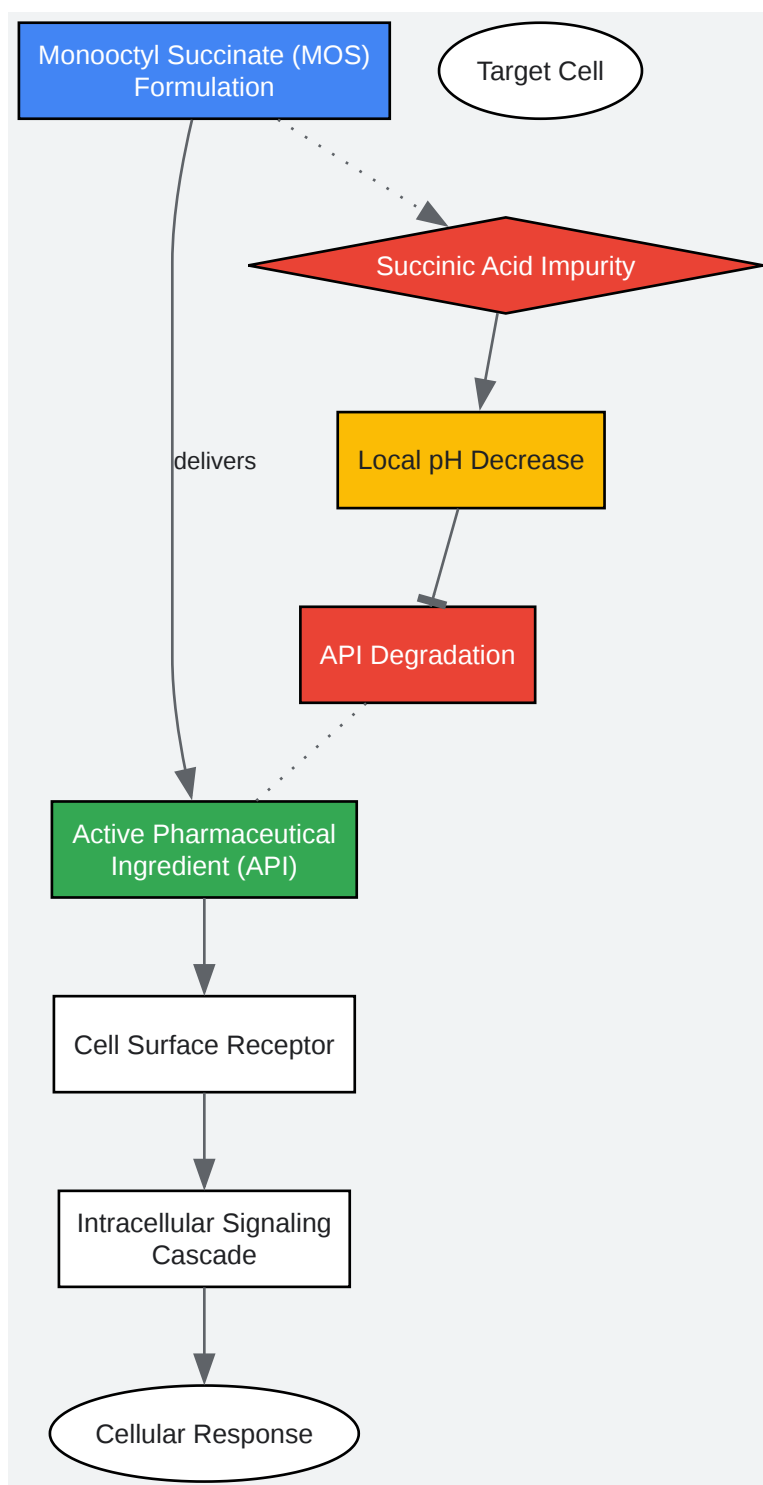 Monooctyl Succinate (MOS)
Formulation
Target Cell
Succinic Acid Impurity
Local pH Decrease
delivers
API Degradation
Active Pharmaceutical
Ingredient (API)
Cell Surface Receptor
Intracellular Signaling
Cascade
Cellular Response